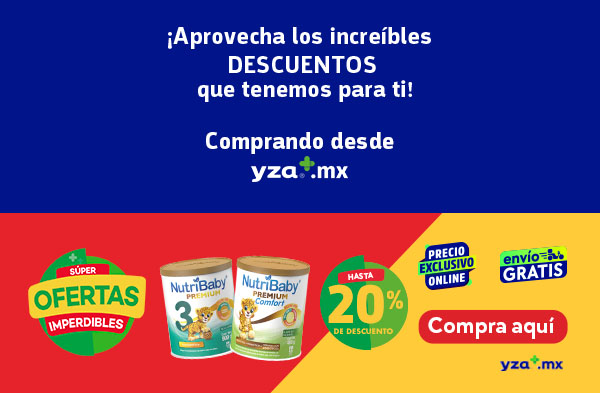 ¡Aprovecha los increíbles
DESCUENTOS
que tenemos para ti!
Comprando desde
yza.mx
SÚPER
OFERTAS
IMPERDIBLES
NutriBaby
PREMIUM
3
NutriBaby
PREMIUM
Comfort
HASTA
20%
DE DESCUENTO
PRECIO
EXCLUSIVO
ONLINE
envío
GRATIS
Compra aquí
yza.mx